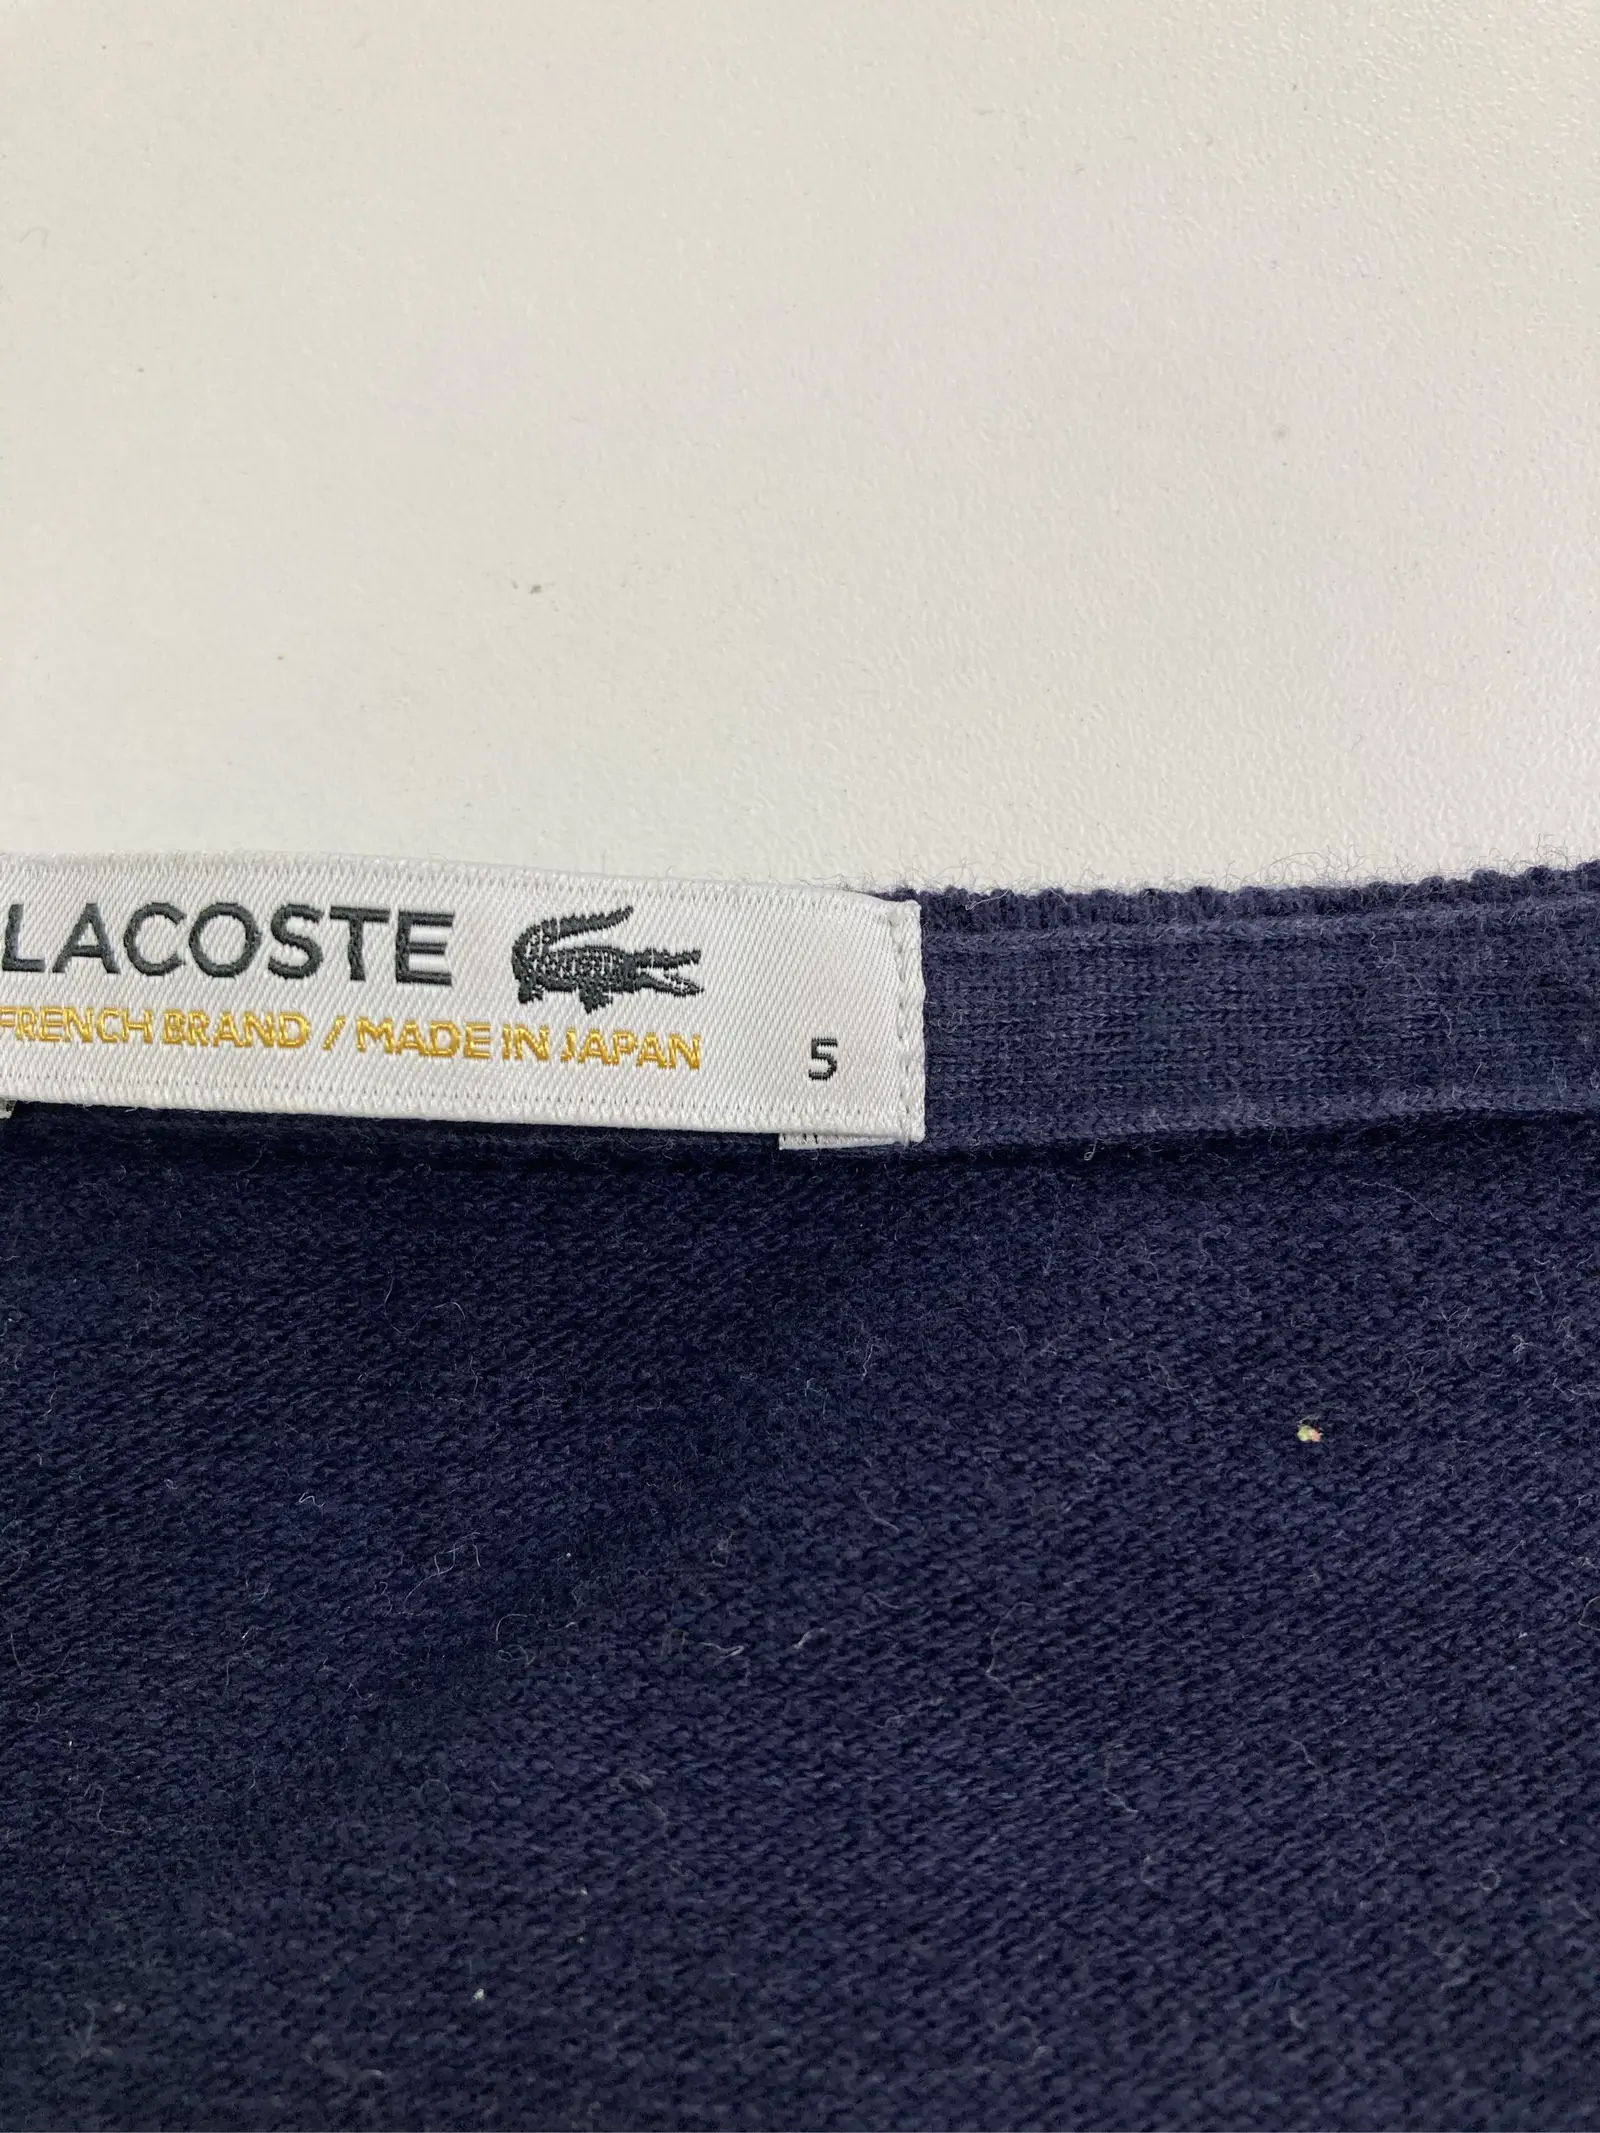 LACOSTE
FRENCH BRAND / MADE IN JAPAN
5